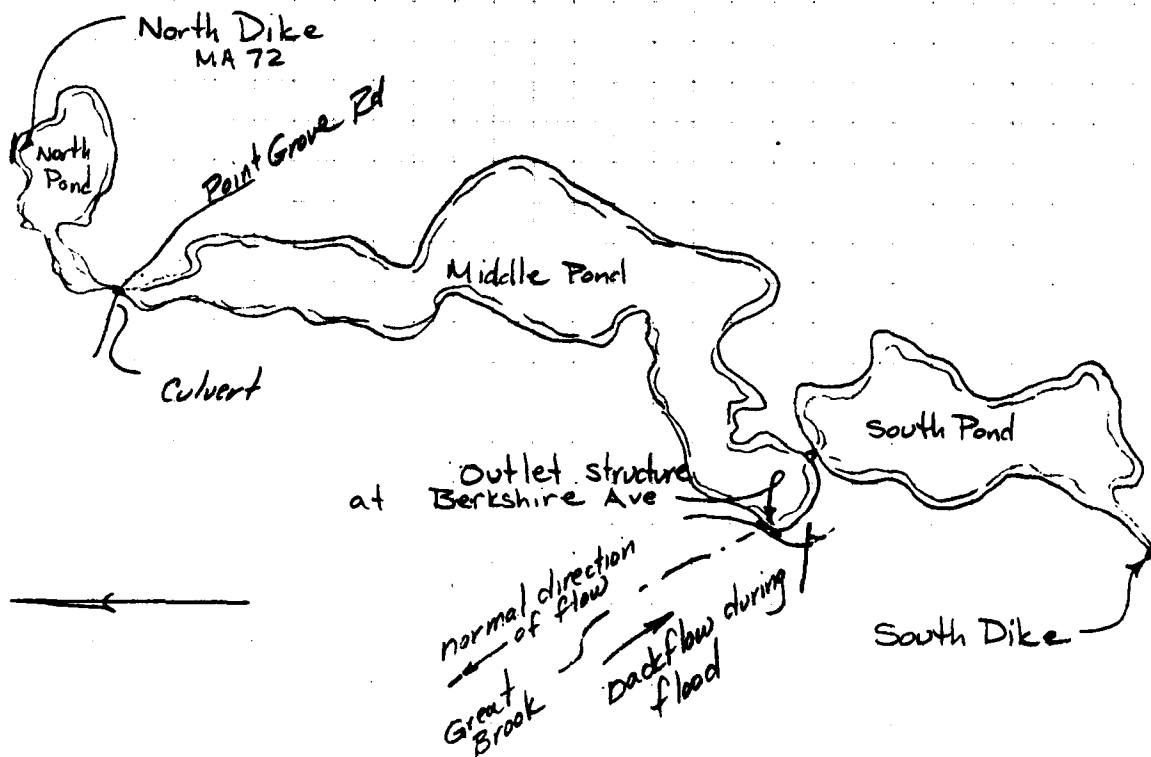 North Dike
MA 72
North
Pond
Point Grove Rd
Middle Pond
Culvert
South Pond
Outlet structure
at Berkshire Ave
normal direction
of flow
Backflow during
flood
Great
Brook
South Dike